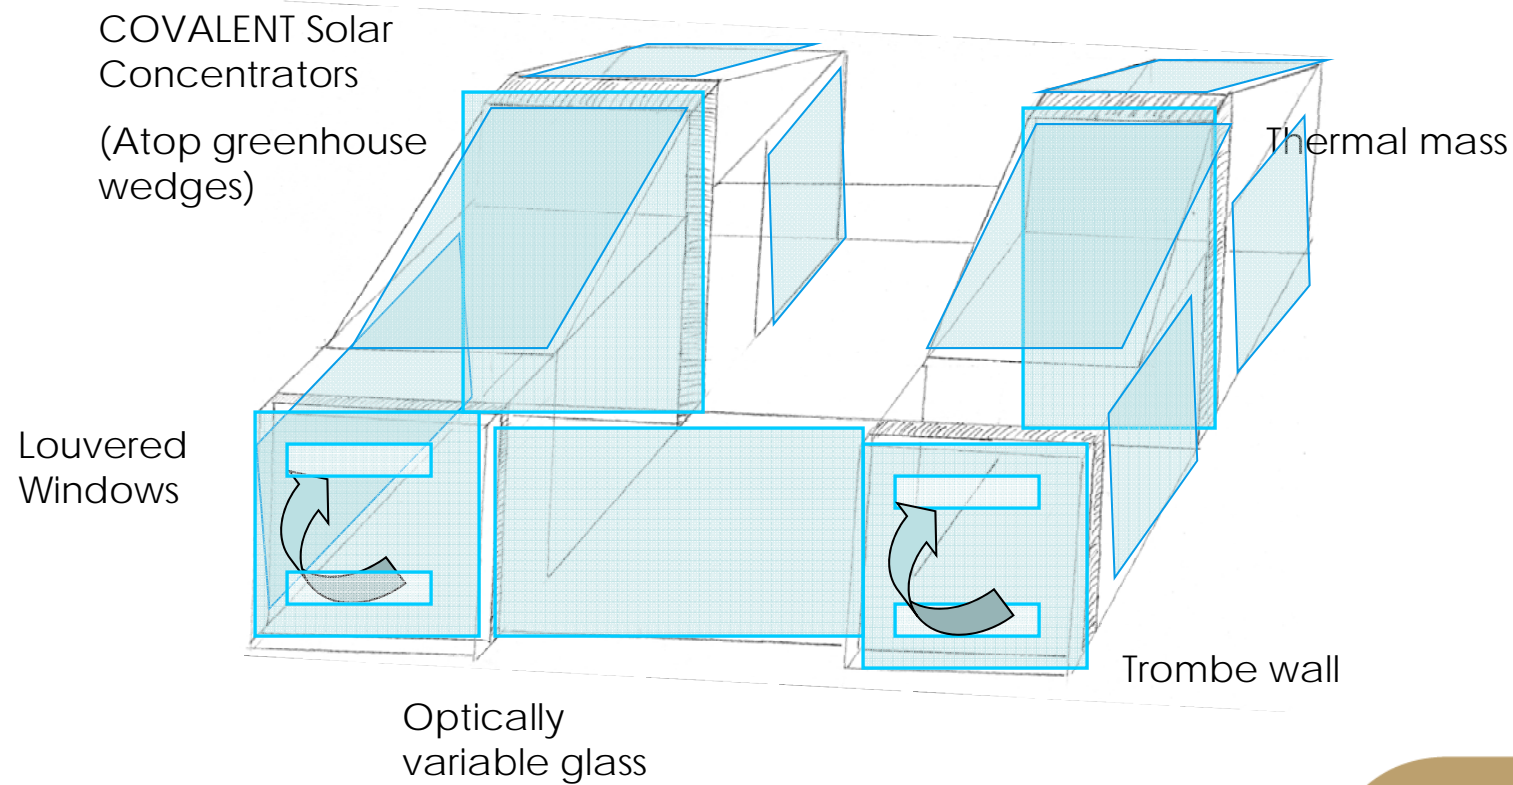 COVALENT Solar
Concentrators
(Atop greenhouse
wedges)
Thermal mass
Louvered
Windows
Trombe wall
Optically
variable glass